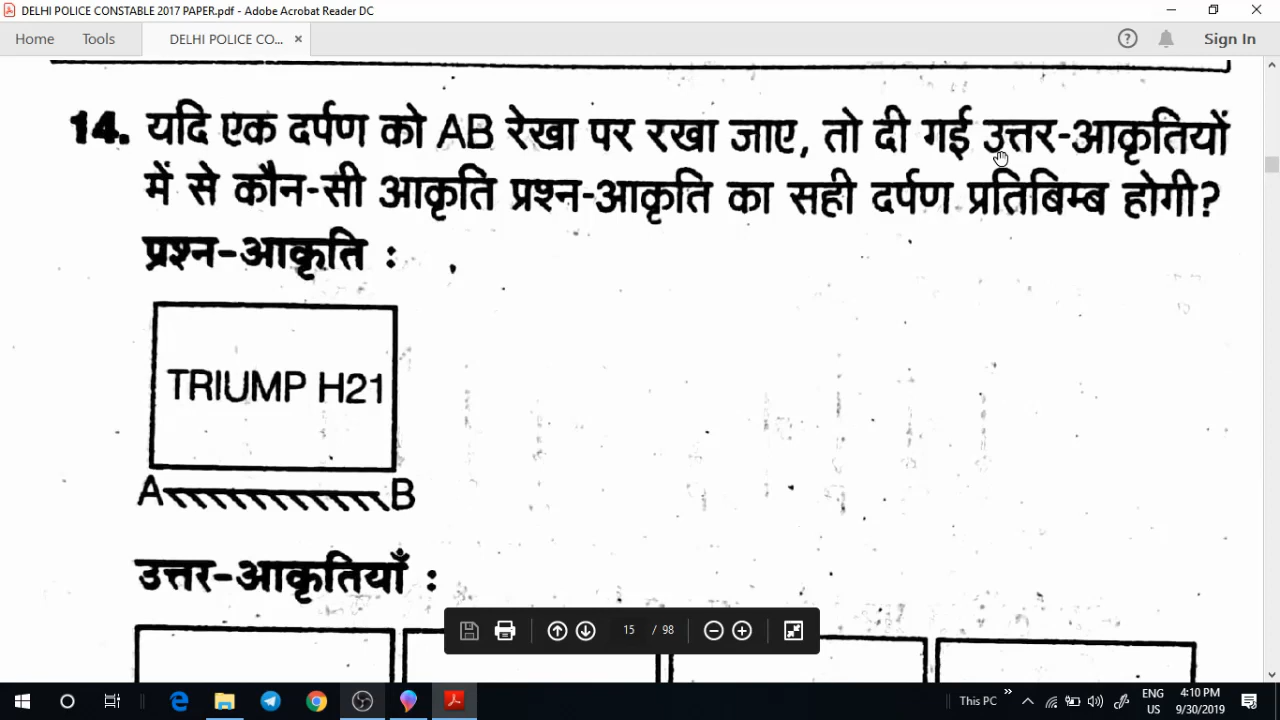 DELHI POLICE CONSTABLE 2017 PAPER.pdf - Adobe Acrobat Reader DC
Home Tools DELHI POLICE CO... × Sign In
14. यदि एक दर्पण को AB रेखा पर रखा जाए, तो दी गई उत्तर-आकृतियों
में से कौन-सी आकृति प्रश्न-आकृति का सही दर्पण प्रतिबिम्ब होगी?
प्रश्न-आकृति :
TRIUMP H21
A B
उत्तर-आकृतियाँ :
15 / 98
This PC ENG 4:10 PM
US 9/30/2019